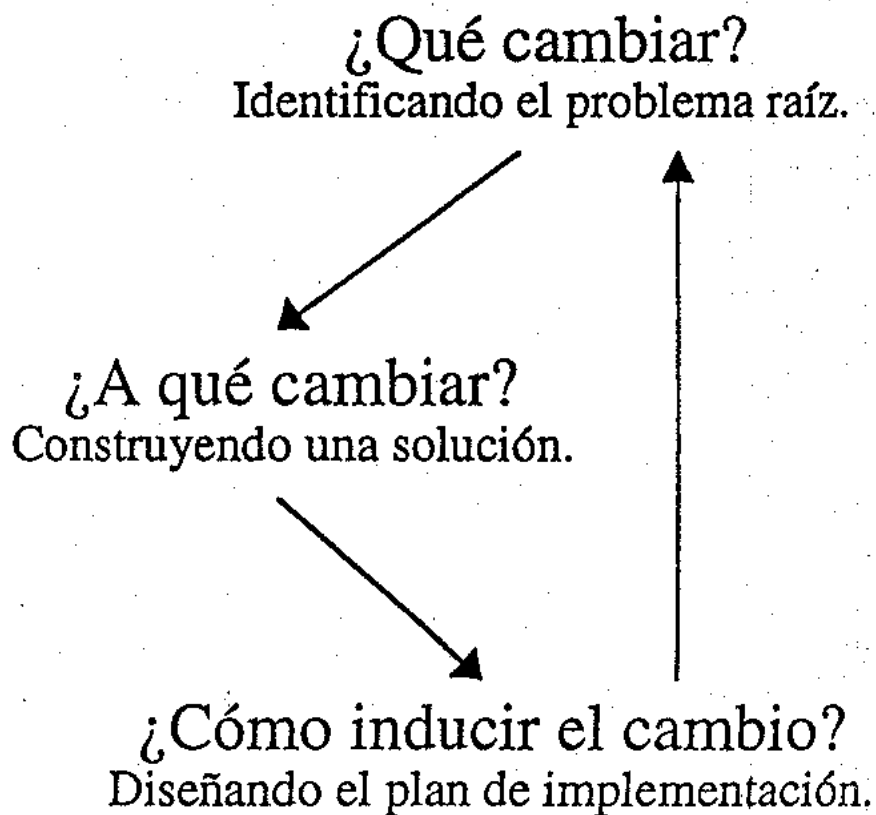 ¿Qué cambiar?
Identificando el problema raíz.
¿A qué cambiar?
Construyendo una solución.
¿Cómo inducir el cambio?
Diseñando el plan de implementación.